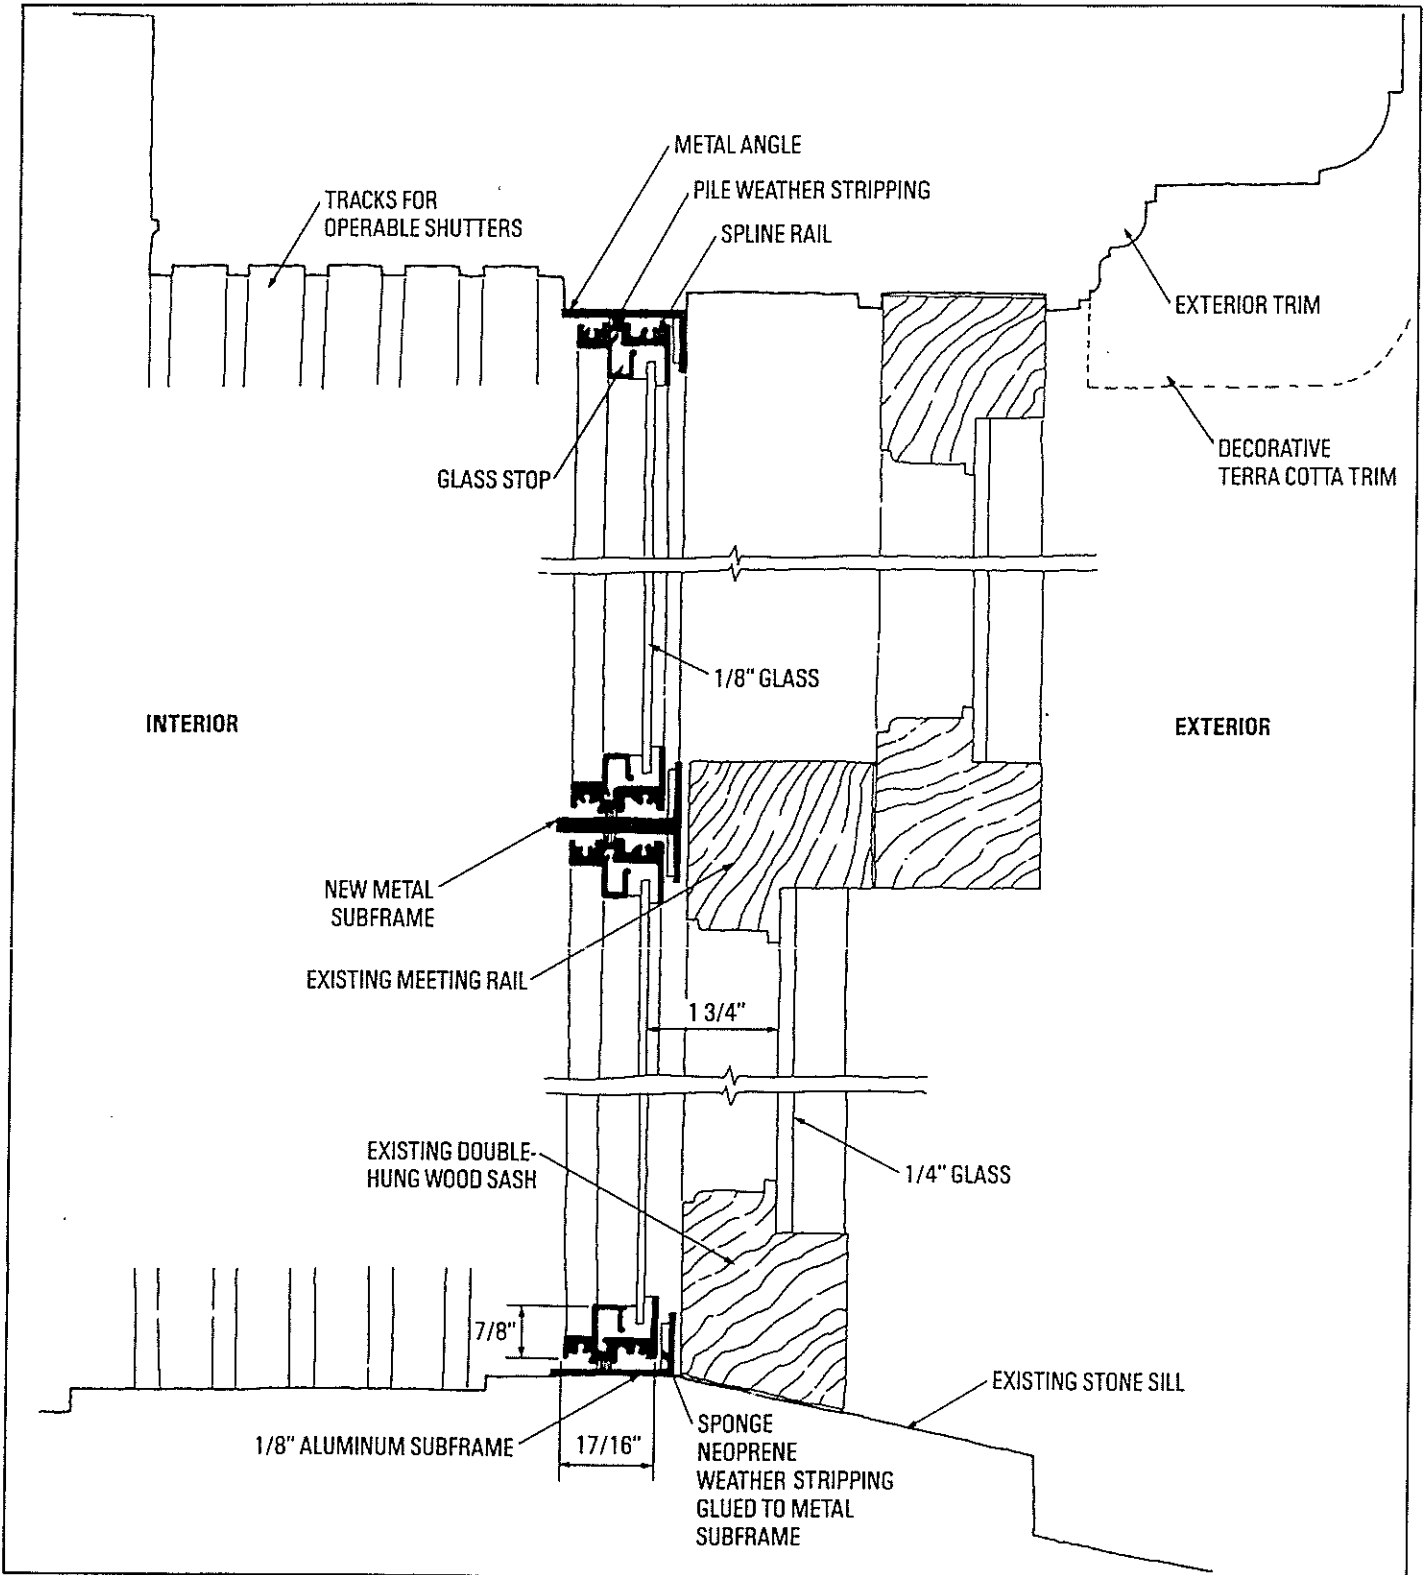 METAL ANGLE
PILE WEATHER STRIPPING
TRACKS FOR
OPERABLE SHUTTERS
SPLINE RAIL
EXTERIOR TRIM
DECORATIVE
TERRA COTTA TRIM
GLASS STOP
1/8" GLASS
INTERIOR
EXTERIOR
NEW METAL
SUBFRAME
EXISTING MEETING RAIL
1 3/4"
EXISTING DOUBLE-
HUNG WOOD SASH
1/4" GLASS
7/8"
EXISTING STONE SILL
1/8" ALUMINUM SUBFRAME
17/16"
SPONGE
NEOPRENE
WEATHER STRIPPING
GLUED TO METAL
SUBFRAME